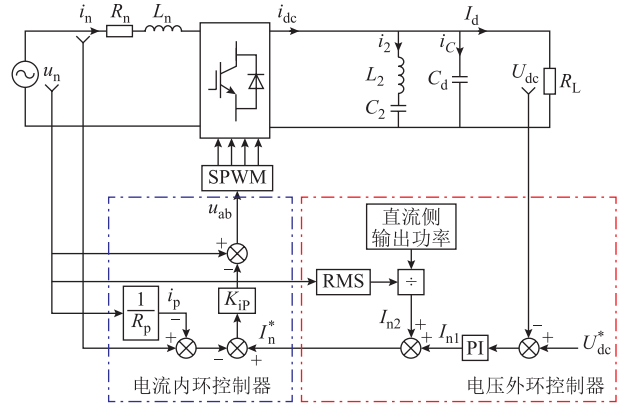 i_n R_n L_n i_dc I_d
i_2 i_C
u_n L_2 C_d U_dc R_L
C_2
SPWM
u_ab
直流侧
输出功率
+
−
RMS ÷
1
R_p
i_p K_iP
I_n2
− + +
+ − + I_n^* + I_n1 PI − + U_dc^*
电流内环控制器 电压外环控制器